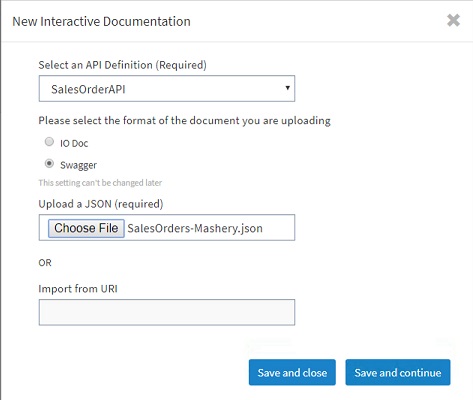 New Interactive Documentation
Select an API Definition (Required)
SalesOrderAPI
Please select the format of the document you are uploading
IO Doc
Swagger
This setting can't be changed later
Upload a JSON (required)
Choose File SalesOrders-Mashery.json
OR
Import from URI
Save and close Save and continue